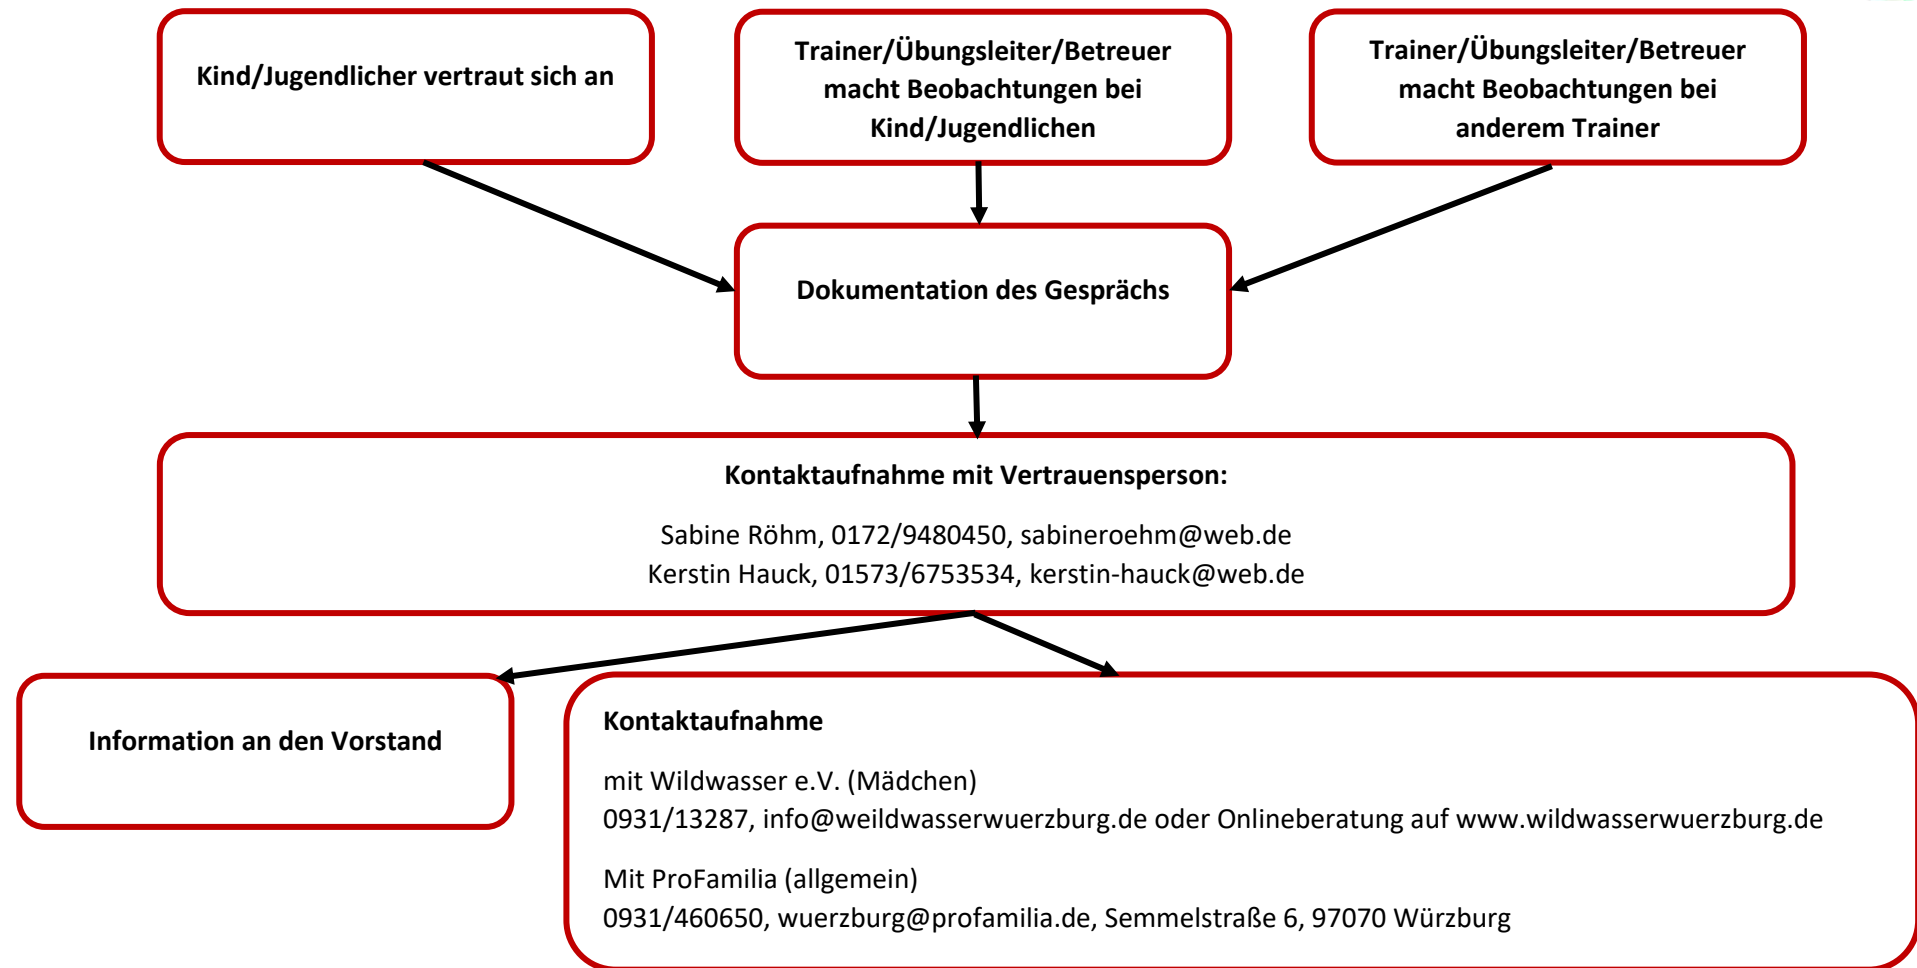 Kind/Jugendlicher vertraut sich an
Trainer/Übungsleiter/Betreuer
macht Beobachtungen bei
Kind/Jugendlichen
Trainer/Übungsleiter/Betreuer
macht Beobachtungen bei
anderem Trainer
Dokumentation des Gesprächs
Kontaktaufnahme mit Vertrauensperson:
Sabine Röhm, 0172/9480450, sabineroehm@web.de
Kerstin Hauck, 01573/6753534, kerstin-hauck@web.de
Information an den Vorstand
Kontaktaufnahme
mit Wildwasser e.V. (Mädchen)
0931/13287, info@weildwasserwuerzburg.de oder Onlineberatung auf www.wildwasserwuerzburg.de
Mit ProFamilia (allgemein)
0931/460650, wuerzburg@profamilia.de, Semmelstraße 6, 97070 Würzburg